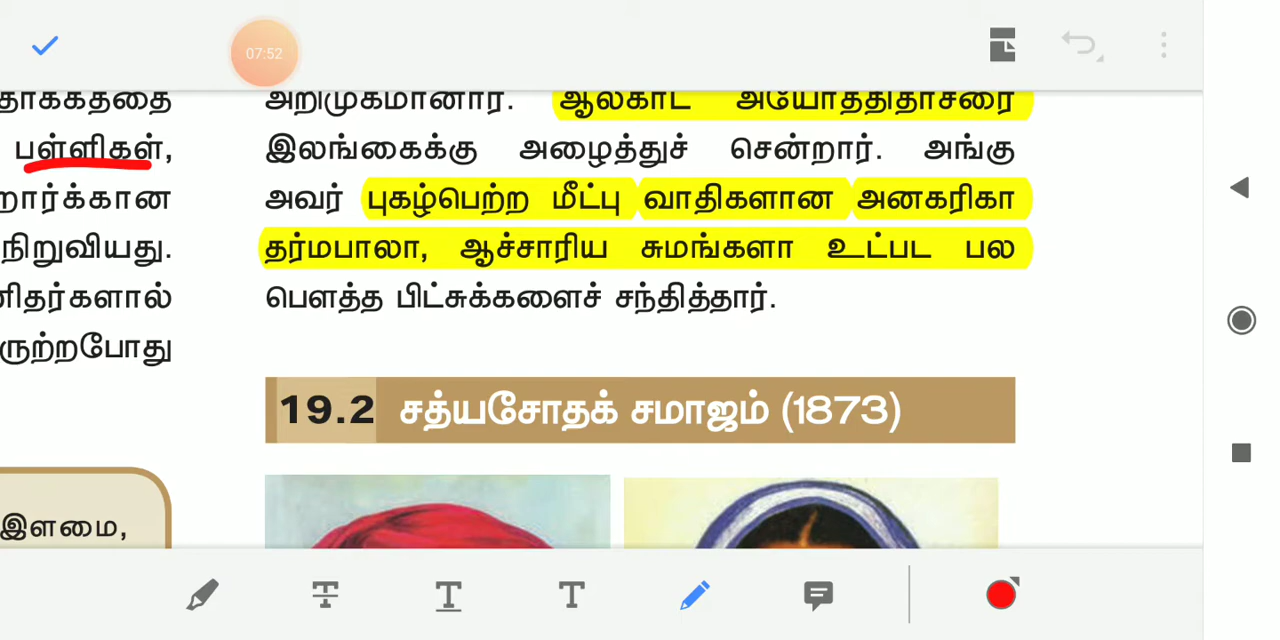 07:52
தாக்கத்தை
பள்ளிகள்,
றோர்க்கான
நிறுவியது.
னிதர்களால்
ருற்றபோது
இளமை,
அறிமுகமானார். ஆல்காட் அயோத்திதாசரை
இலங்கைக்கு அழைத்துச் சென்றார். அங்கு
அவர் புகழ்பெற்ற மீட்பு வாதிகளான அனகரிகா
தர்மபாலா, ஆச்சாரிய சுமங்களா உட்பட பல
பௌத்த பிட்சுக்களைச் சந்தித்தார்.
19.2 சத்யசோதக் சமாஜம் (1873)